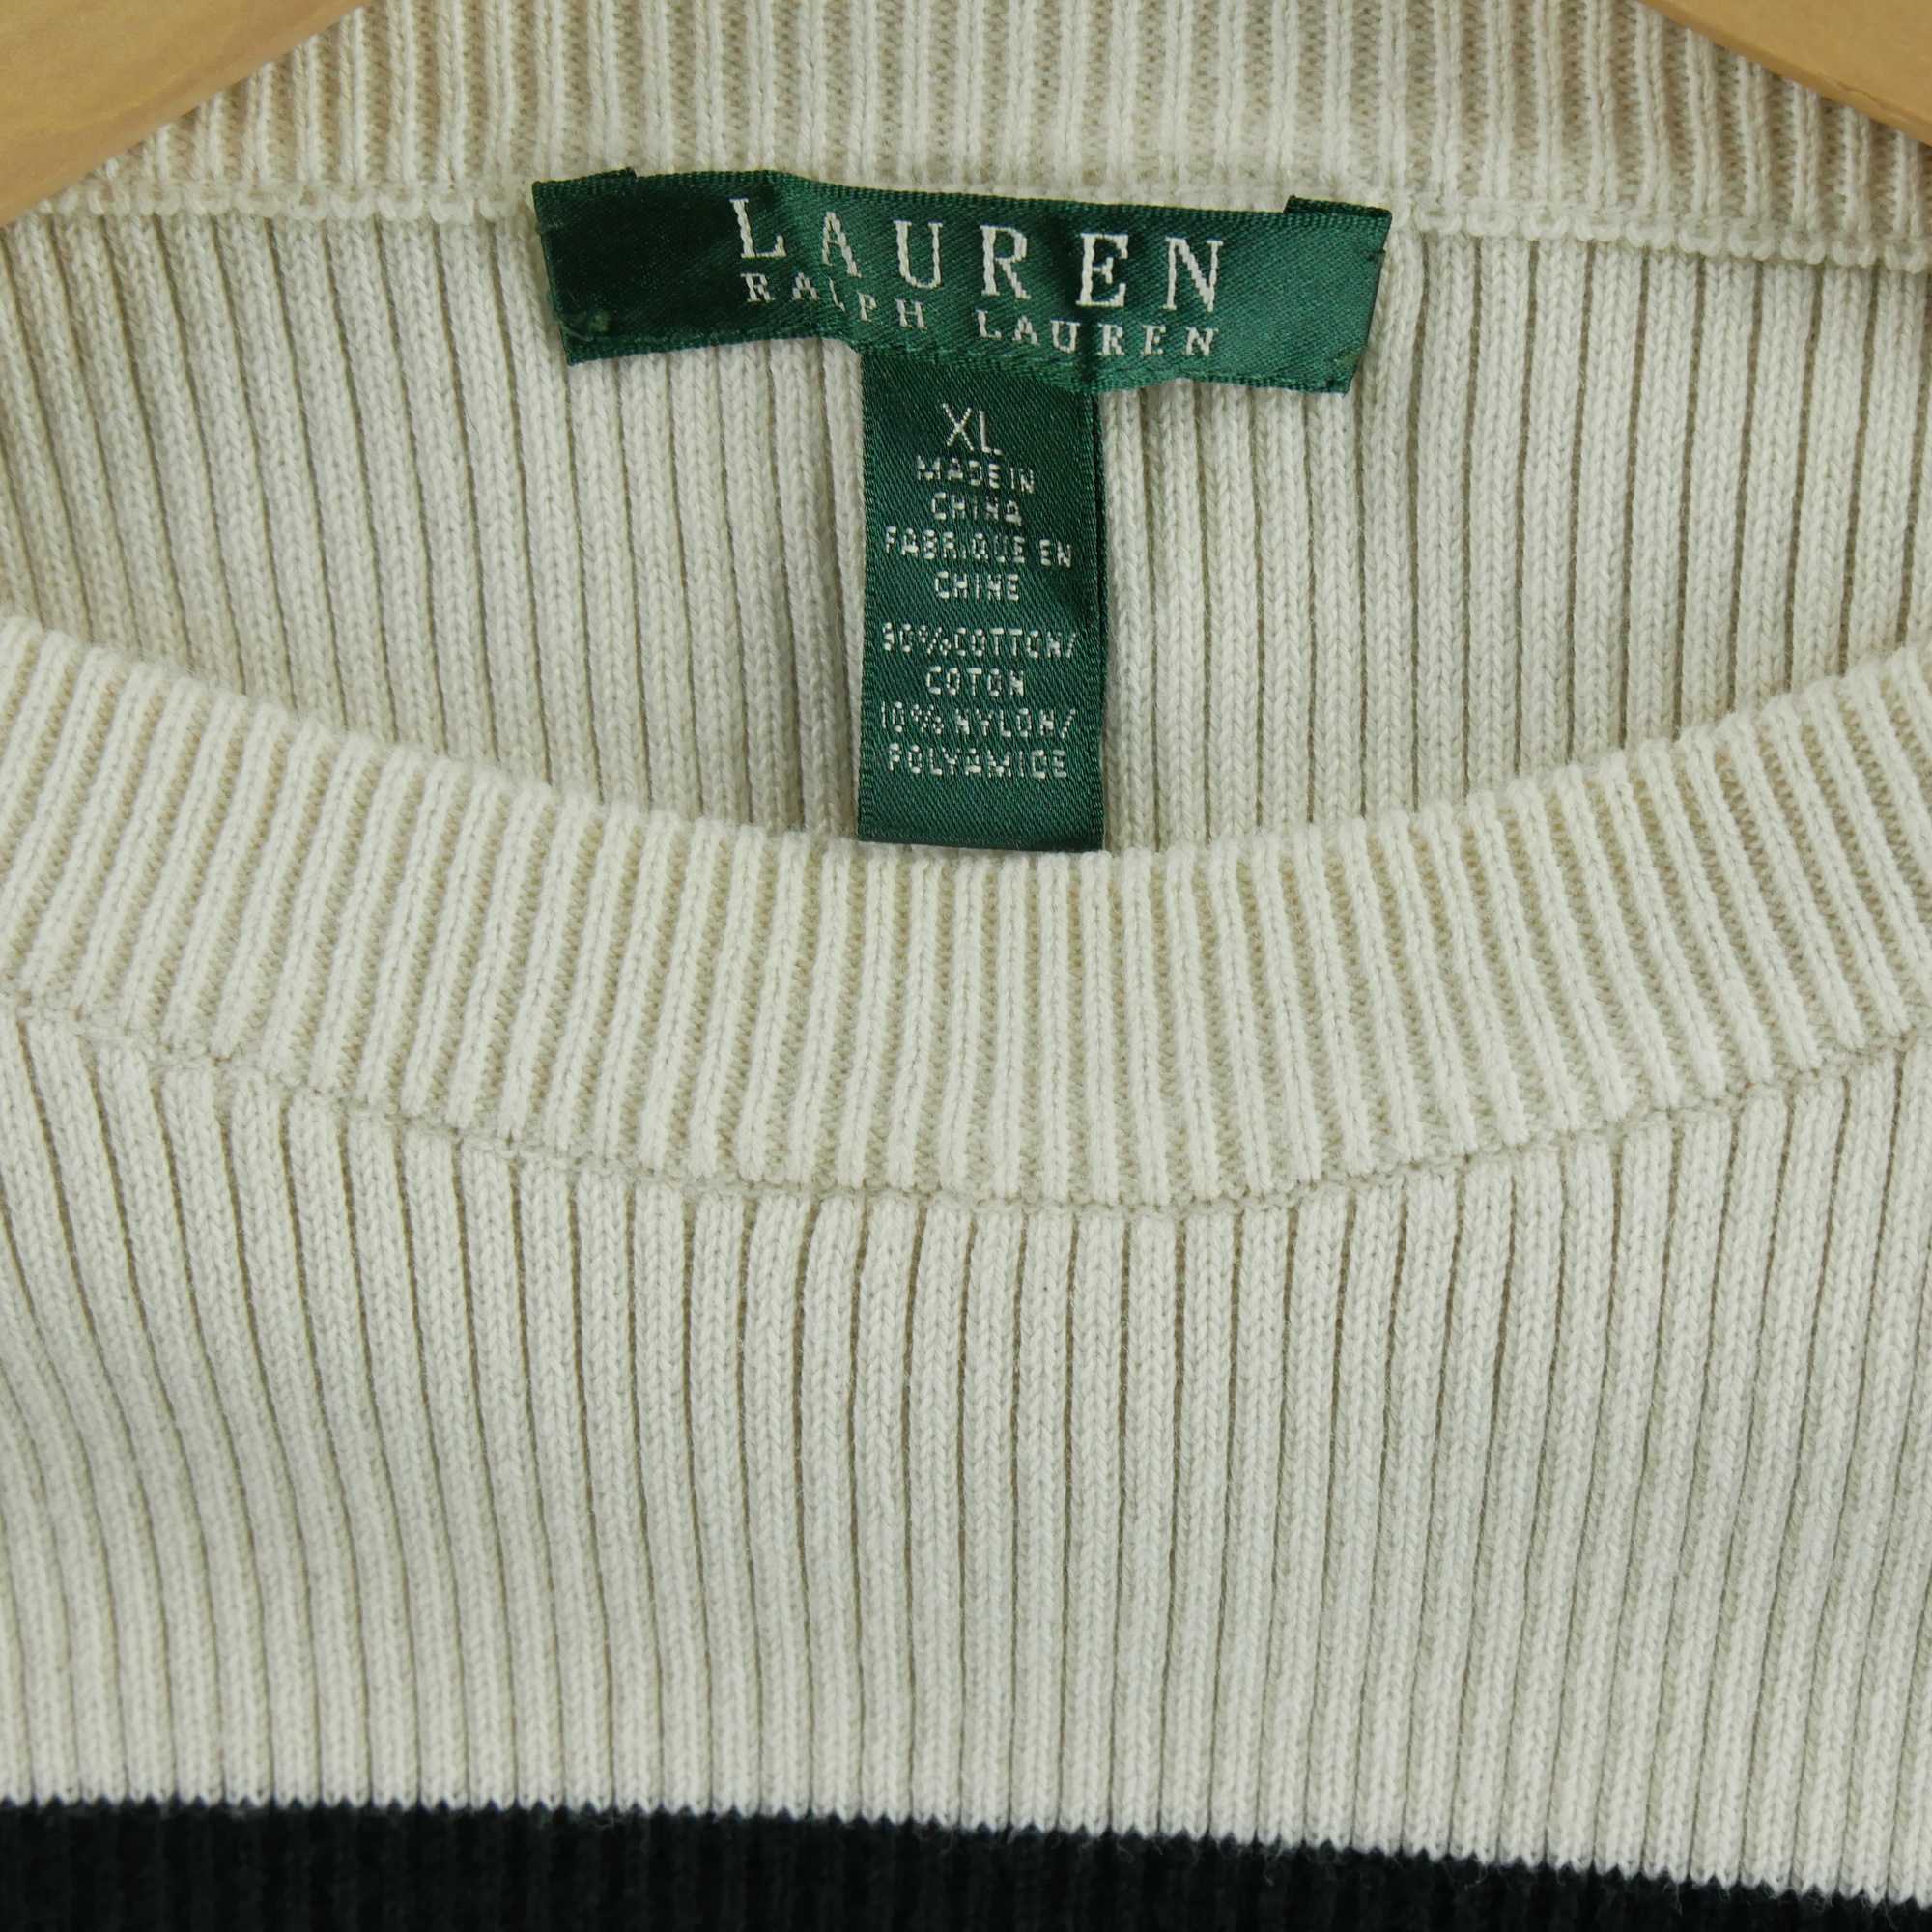 LAUREN
RALPH LAUREN
XL
MADE IN
CHINA
FABRIQUE EN
CHINE
90%COTTON/
COTON
10%NYLON/
POLYAMIDE